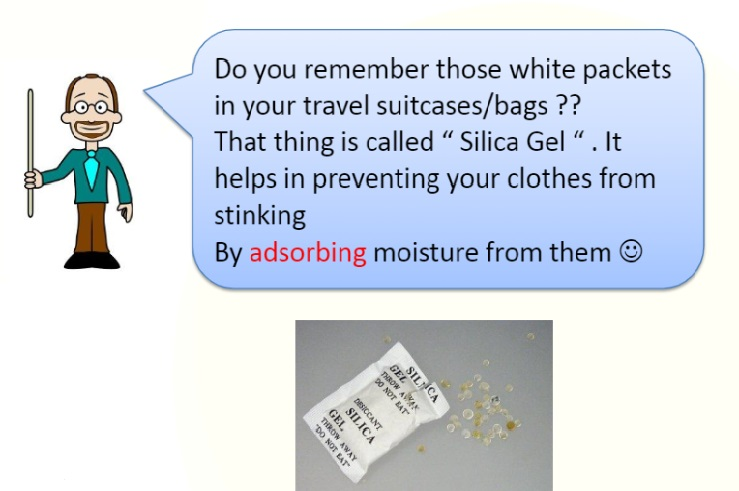 Do you remember those white packets
in your travel suitcases/bags ??
That thing is called “ Silica Gel “ . It
helps in preventing your clothes from
stinking
By adsorbing moisture from them ☺
SILICA
GEL
THROW AWAY
DO NOT EAT"
DESICCANT
SILICA
GEL
THROW AWAY
"DO NOT EAT"